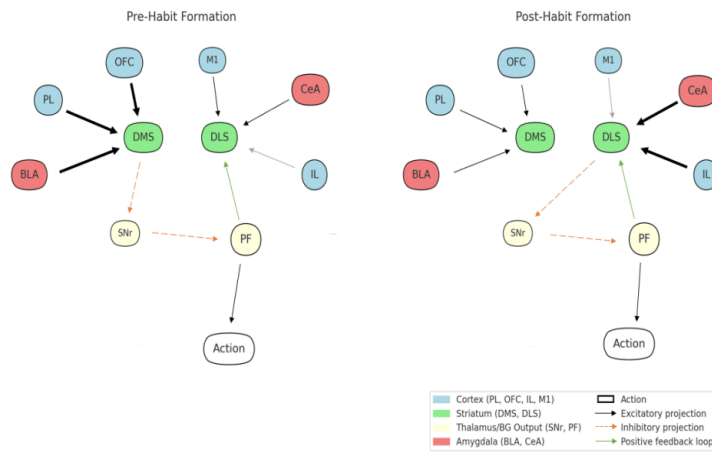 Pre-Habit Formation
OFC
M1
PL
CeA
DMS
DLS
BLA
IL
SNr
PF
Action
Post-Habit Formation
OFC
M1
PL
CeA
DMS
DLS
BLA
IL
SNr
PF
Action
Cortex (PL, OFC, IL, M1)
Striatum (DMS, DLS)
Thalamus/BG Output (SNr, PF)
Amygdala (BLA, CeA)
Action
Excitatory projection
Inhibitory projection
Positive feedback loop